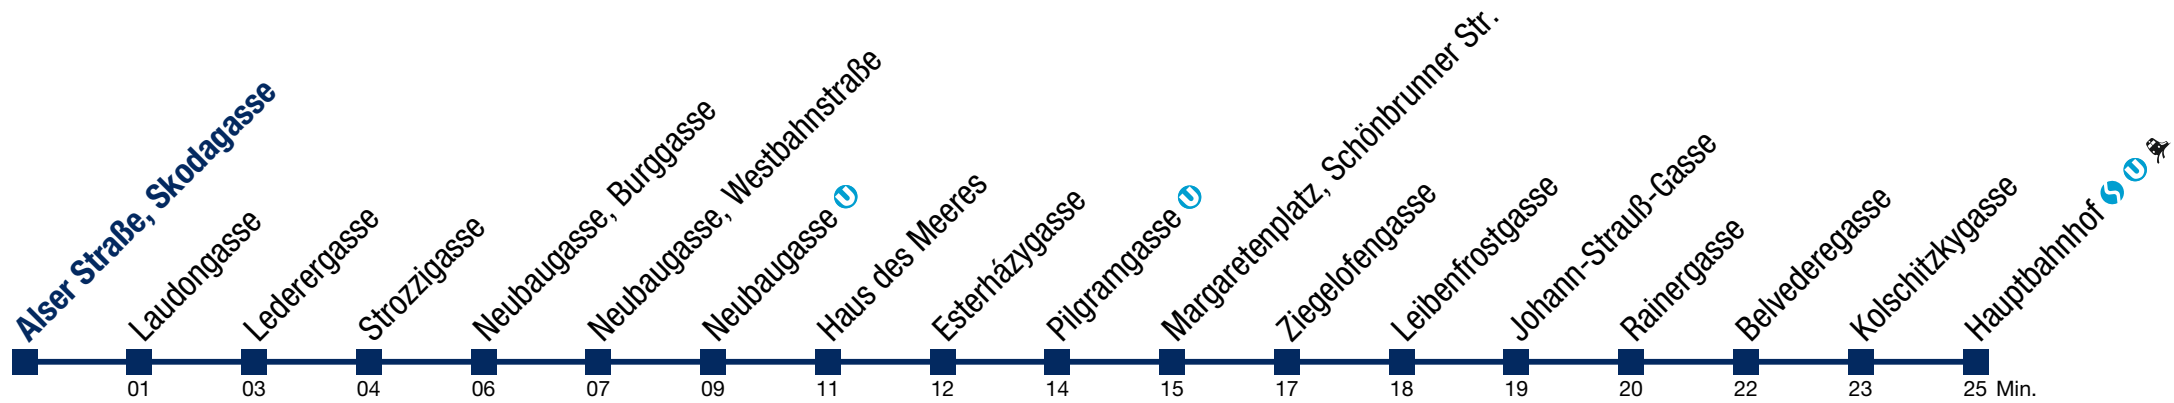 Alser Straße, Skodagasse
Laudongasse
Lederergasse
Strozzigasse
Neubaugasse, Burggasse
Neubaugasse, Westbahnstraße
Neubaugasse U
Haus des Meeres
Esterházygasse
Pilgramgasse U
Margaretenplatz, Schönbrunner Str.
Ziegelofengasse
Leibenfrostgasse
Johann-Strauß-Gasse
Rainergasse
Belvederegasse
Kolschitzkygasse
Hauptbahnhof S U
01 03 04 06 07 09 11 12 14 15 17 18 19 20 22 23 25 Min.